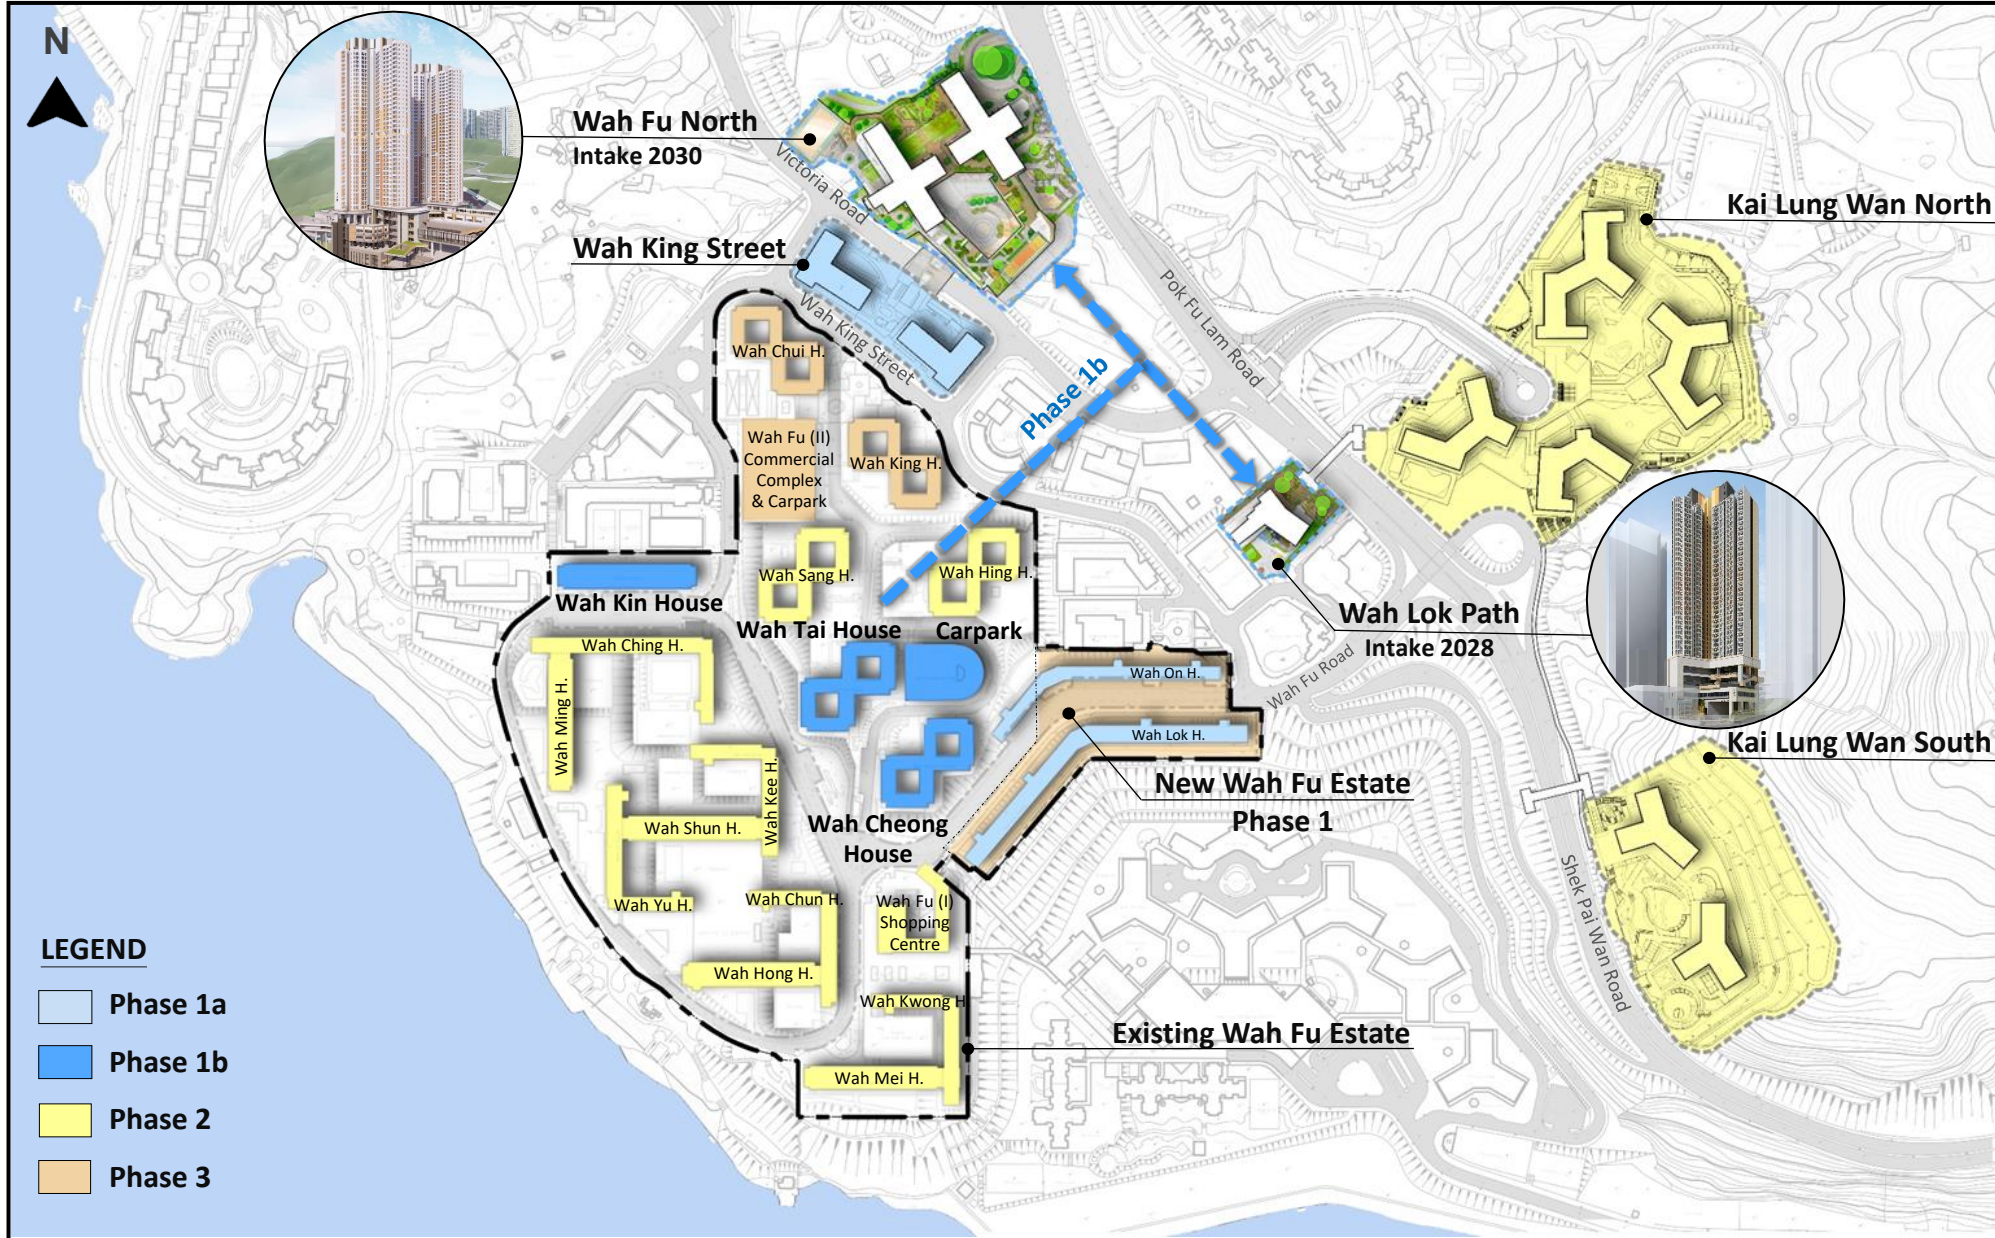 N
Wah Fu North
Intake 2030
Victoria Road
Wah King Street
Wah King Street
Kai Lung Wan North
Pok Fu Lam Road
Phase 1b
Wah Chui H.
Wah Fu (II)
Commercial
Complex
& Carpark
Wah King H.
Wah Sang H.
Wah Hing H.
Wah Kin House
Wah Tai House
Carpark
Wah Lok Path
Intake 2028
Wah Fu Road
Wah Ching H.
Wah Ming H.
Wah On H.
Wah Lok H.
Kai Lung Wan South
New Wah Fu Estate
Phase 1
Wah Kee H.
Wah Shun H.
Wah Cheong
House
Wah Yu H.
Wah Chun H.
Wah Fu (I)
Shopping
Centre
Shek Pai Wan Road
Wah Hong H.
Wah Kwong H
Existing Wah Fu Estate
Wah Mei H.
LEGEND
Phase 1a
Phase 1b
Phase 2
Phase 3